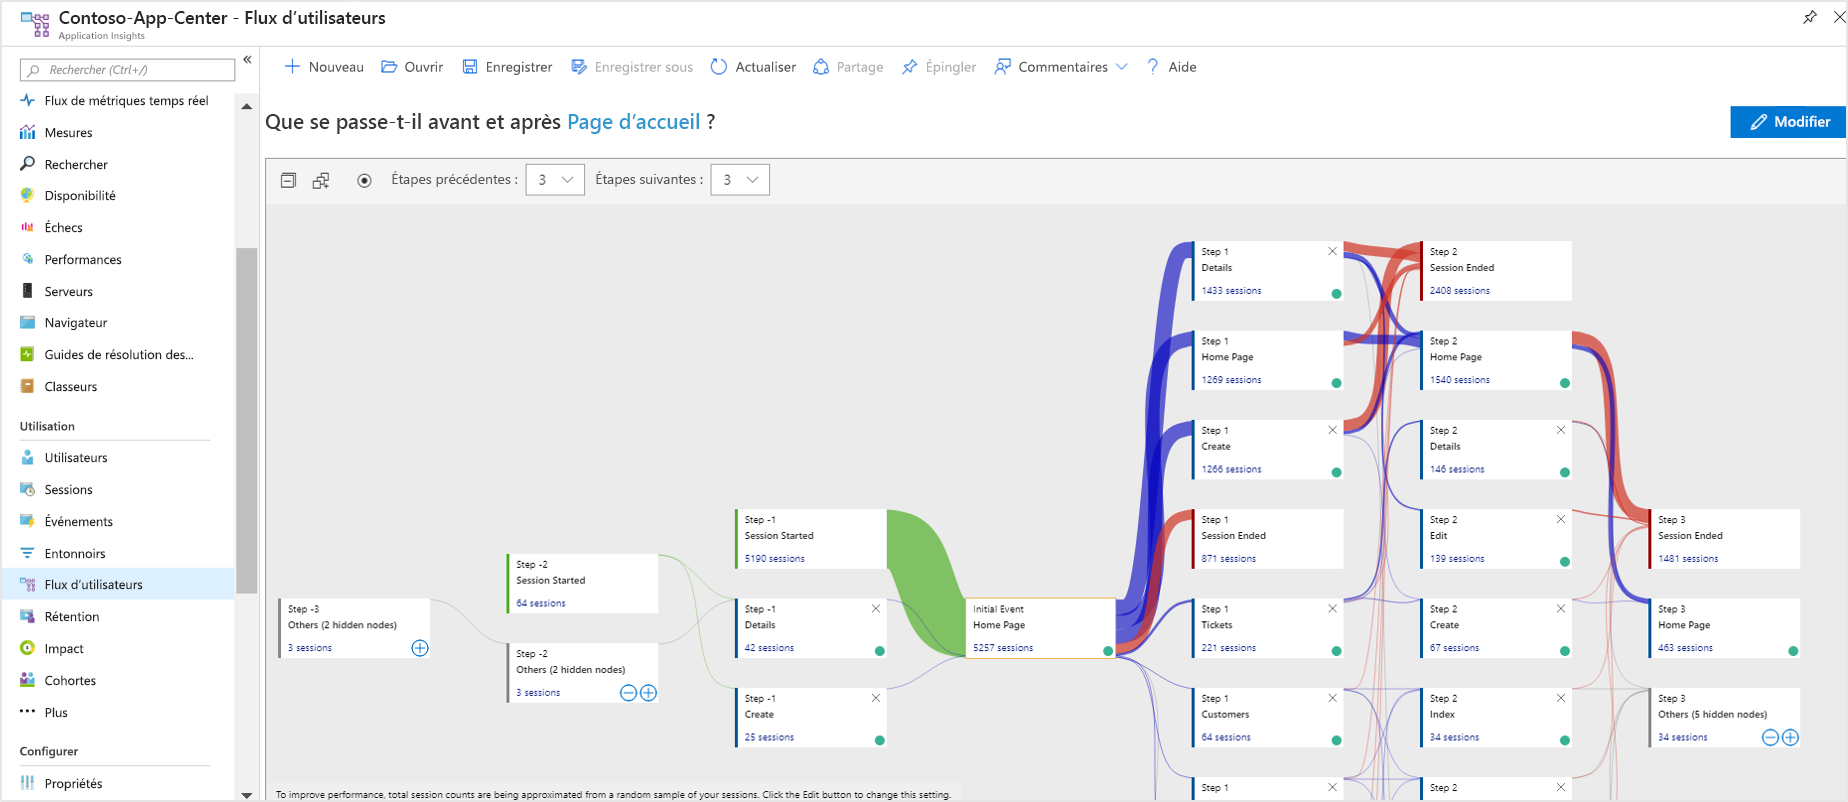 Contoso-App-Center - Flux d’utilisateurs
Application Insights
Rechercher (Ctrl+/)
«
Flux de métriques temps réel
Mesures
Rechercher
Disponibilité
Échecs
Performances
Serveurs
Navigateur
Guides de résolution des...
Classeurs
Utilisation
Utilisateurs
Sessions
Événements
Entonnoirs
Flux d’utilisateurs
Rétention
Impact
Cohortes
Plus
Configurer
Propriétés
Nouveau Ouvrir Enregistrer Enregistrer sous Actualiser Partage Épingler Commentaires Aide
Que se passe-t-il avant et après Page d’accueil ?
Modifier
Étapes précédentes : 3 Étapes suivantes : 3
Step -3
Others (2 hidden nodes)
3 sessions
Step -2
Session Started
64 sessions
Step -2
Others (2 hidden nodes)
3 sessions
Step -1
Session Started
5190 sessions
Step -1
Details
42 sessions
Step -1
Create
25 sessions
Initial Event
Home Page
5257 sessions
Step 1
Details
1433 sessions
Step 1
Home Page
1269 sessions
Step 1
Create
1266 sessions
Step 1
Session Ended
871 sessions
Step 1
Tickets
221 sessions
Step 1
Customers
64 sessions
Step 1
Step 2
Session Ended
2408 sessions
Step 2
Home Page
1540 sessions
Step 2
Details
146 sessions
Step 2
Edit
139 sessions
Step 2
Create
67 sessions
Step 2
Index
34 sessions
Step 2
Step 3
Session Ended
1481 sessions
Step 3
Home Page
463 sessions
Step 3
Others (5 hidden nodes)
34 sessions
To improve performance, total session counts are being approximated from a random sample of your sessions. Click the Edit button to change this setting.